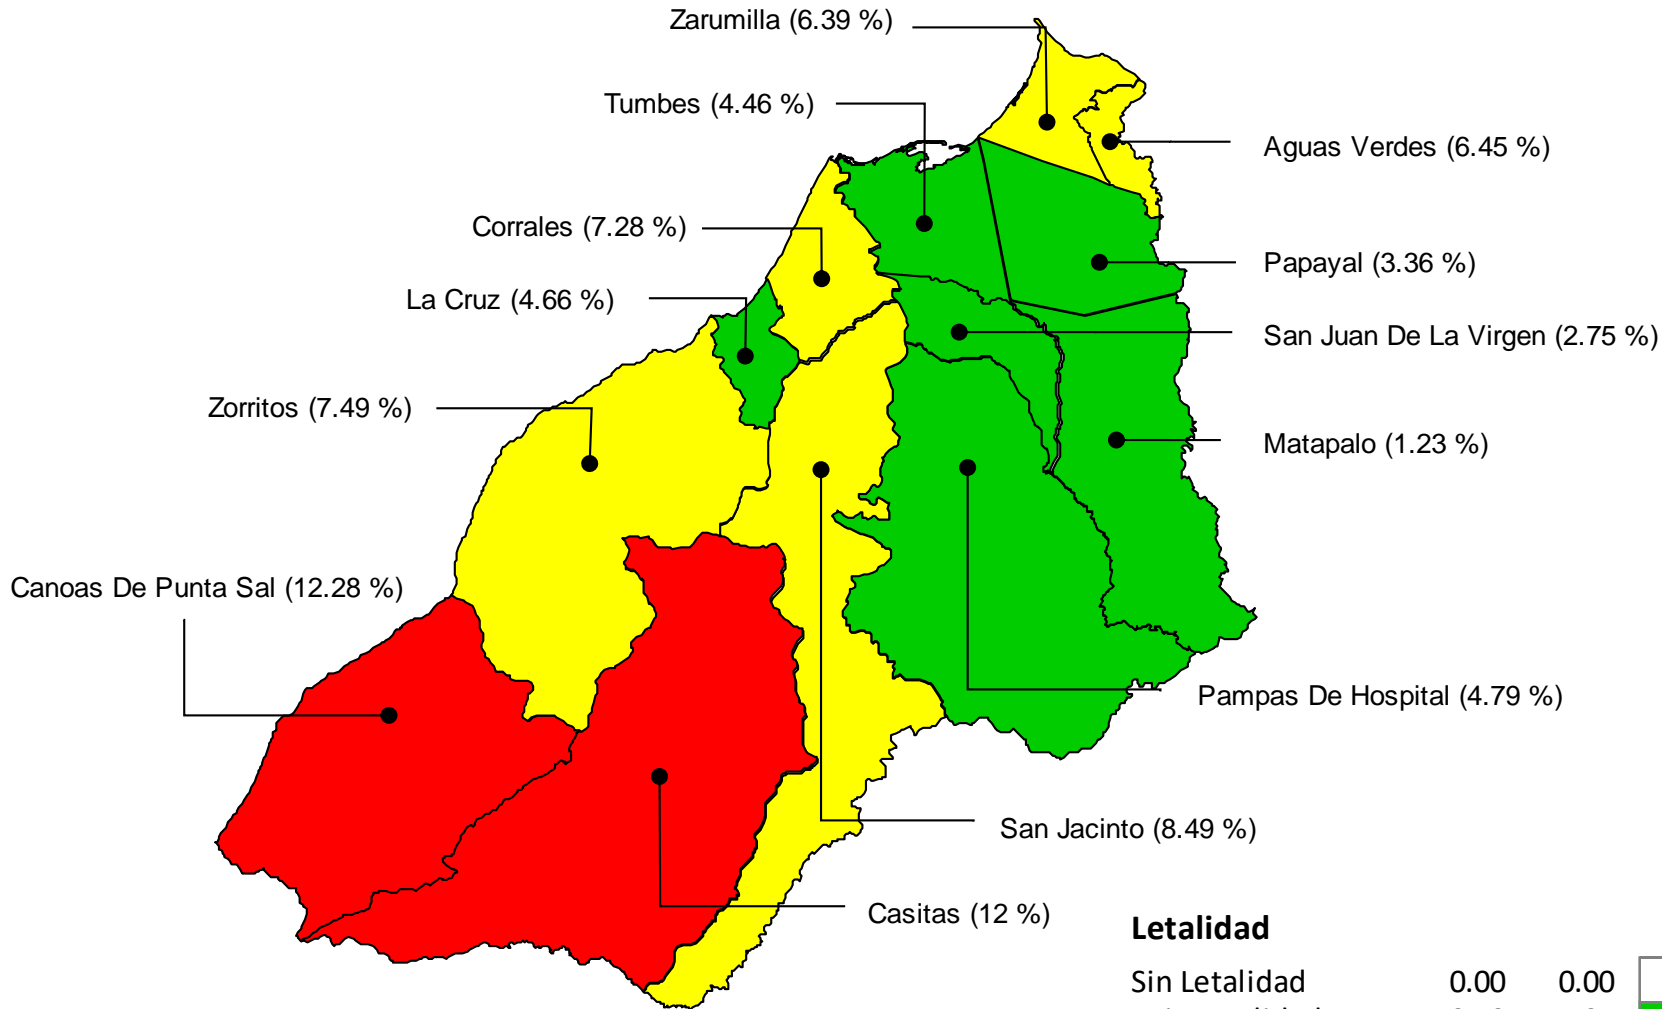 Zarumilla (6.39 %)
Tumbes (4.46 %)
Aguas Verdes (6.45 %)
Corrales (7.28 %)
Papayal (3.36 %)
La Cruz (4.66 %)
San Juan De La Virgen (2.75 %)
Zorritos (7.49 %)
Matapalo (1.23 %)
Canoas De Punta Sal (12.28 %)
Pampas De Hospital (4.79 %)
San Jacinto (8.49 %)
Casitas (12 %)
Letalidad
Sin Letalidad 0.00 0.00